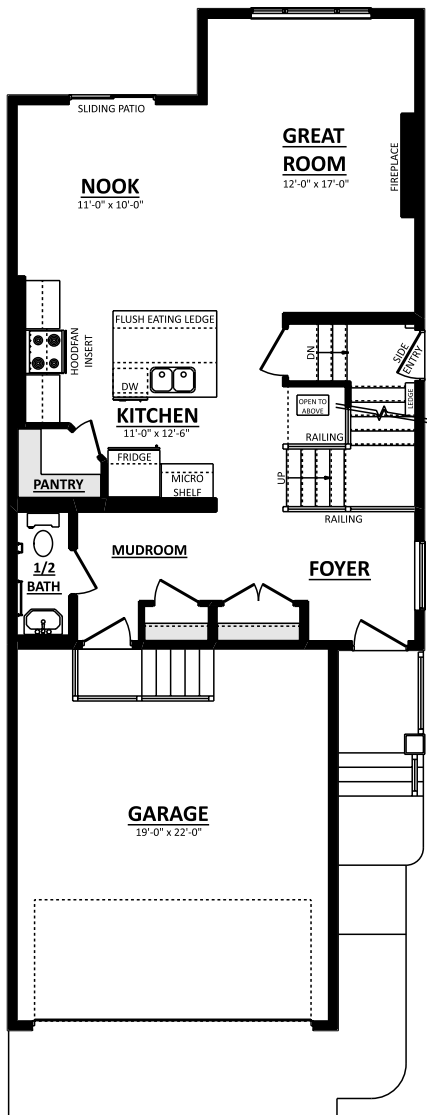 SLIDING PATIO
GREAT
ROOM
12'-0" x 17'-0"
FIREPLACE
NOOK
11'-0" x 10'-0"
FLUSH EATING LEDGE
HOODFAN
INSERT
DW
KITCHEN
11'-0" x 12'-6"
DN
SIDE
ENTRY
LEDGE
OPEN TO
ABOVE
RAILING
FRIDGE
MICRO
SHELF
PANTRY
UP
RAILING
MUDROOM
1/2
BATH
FOYER
GARAGE
19'-0" x 22'-0"